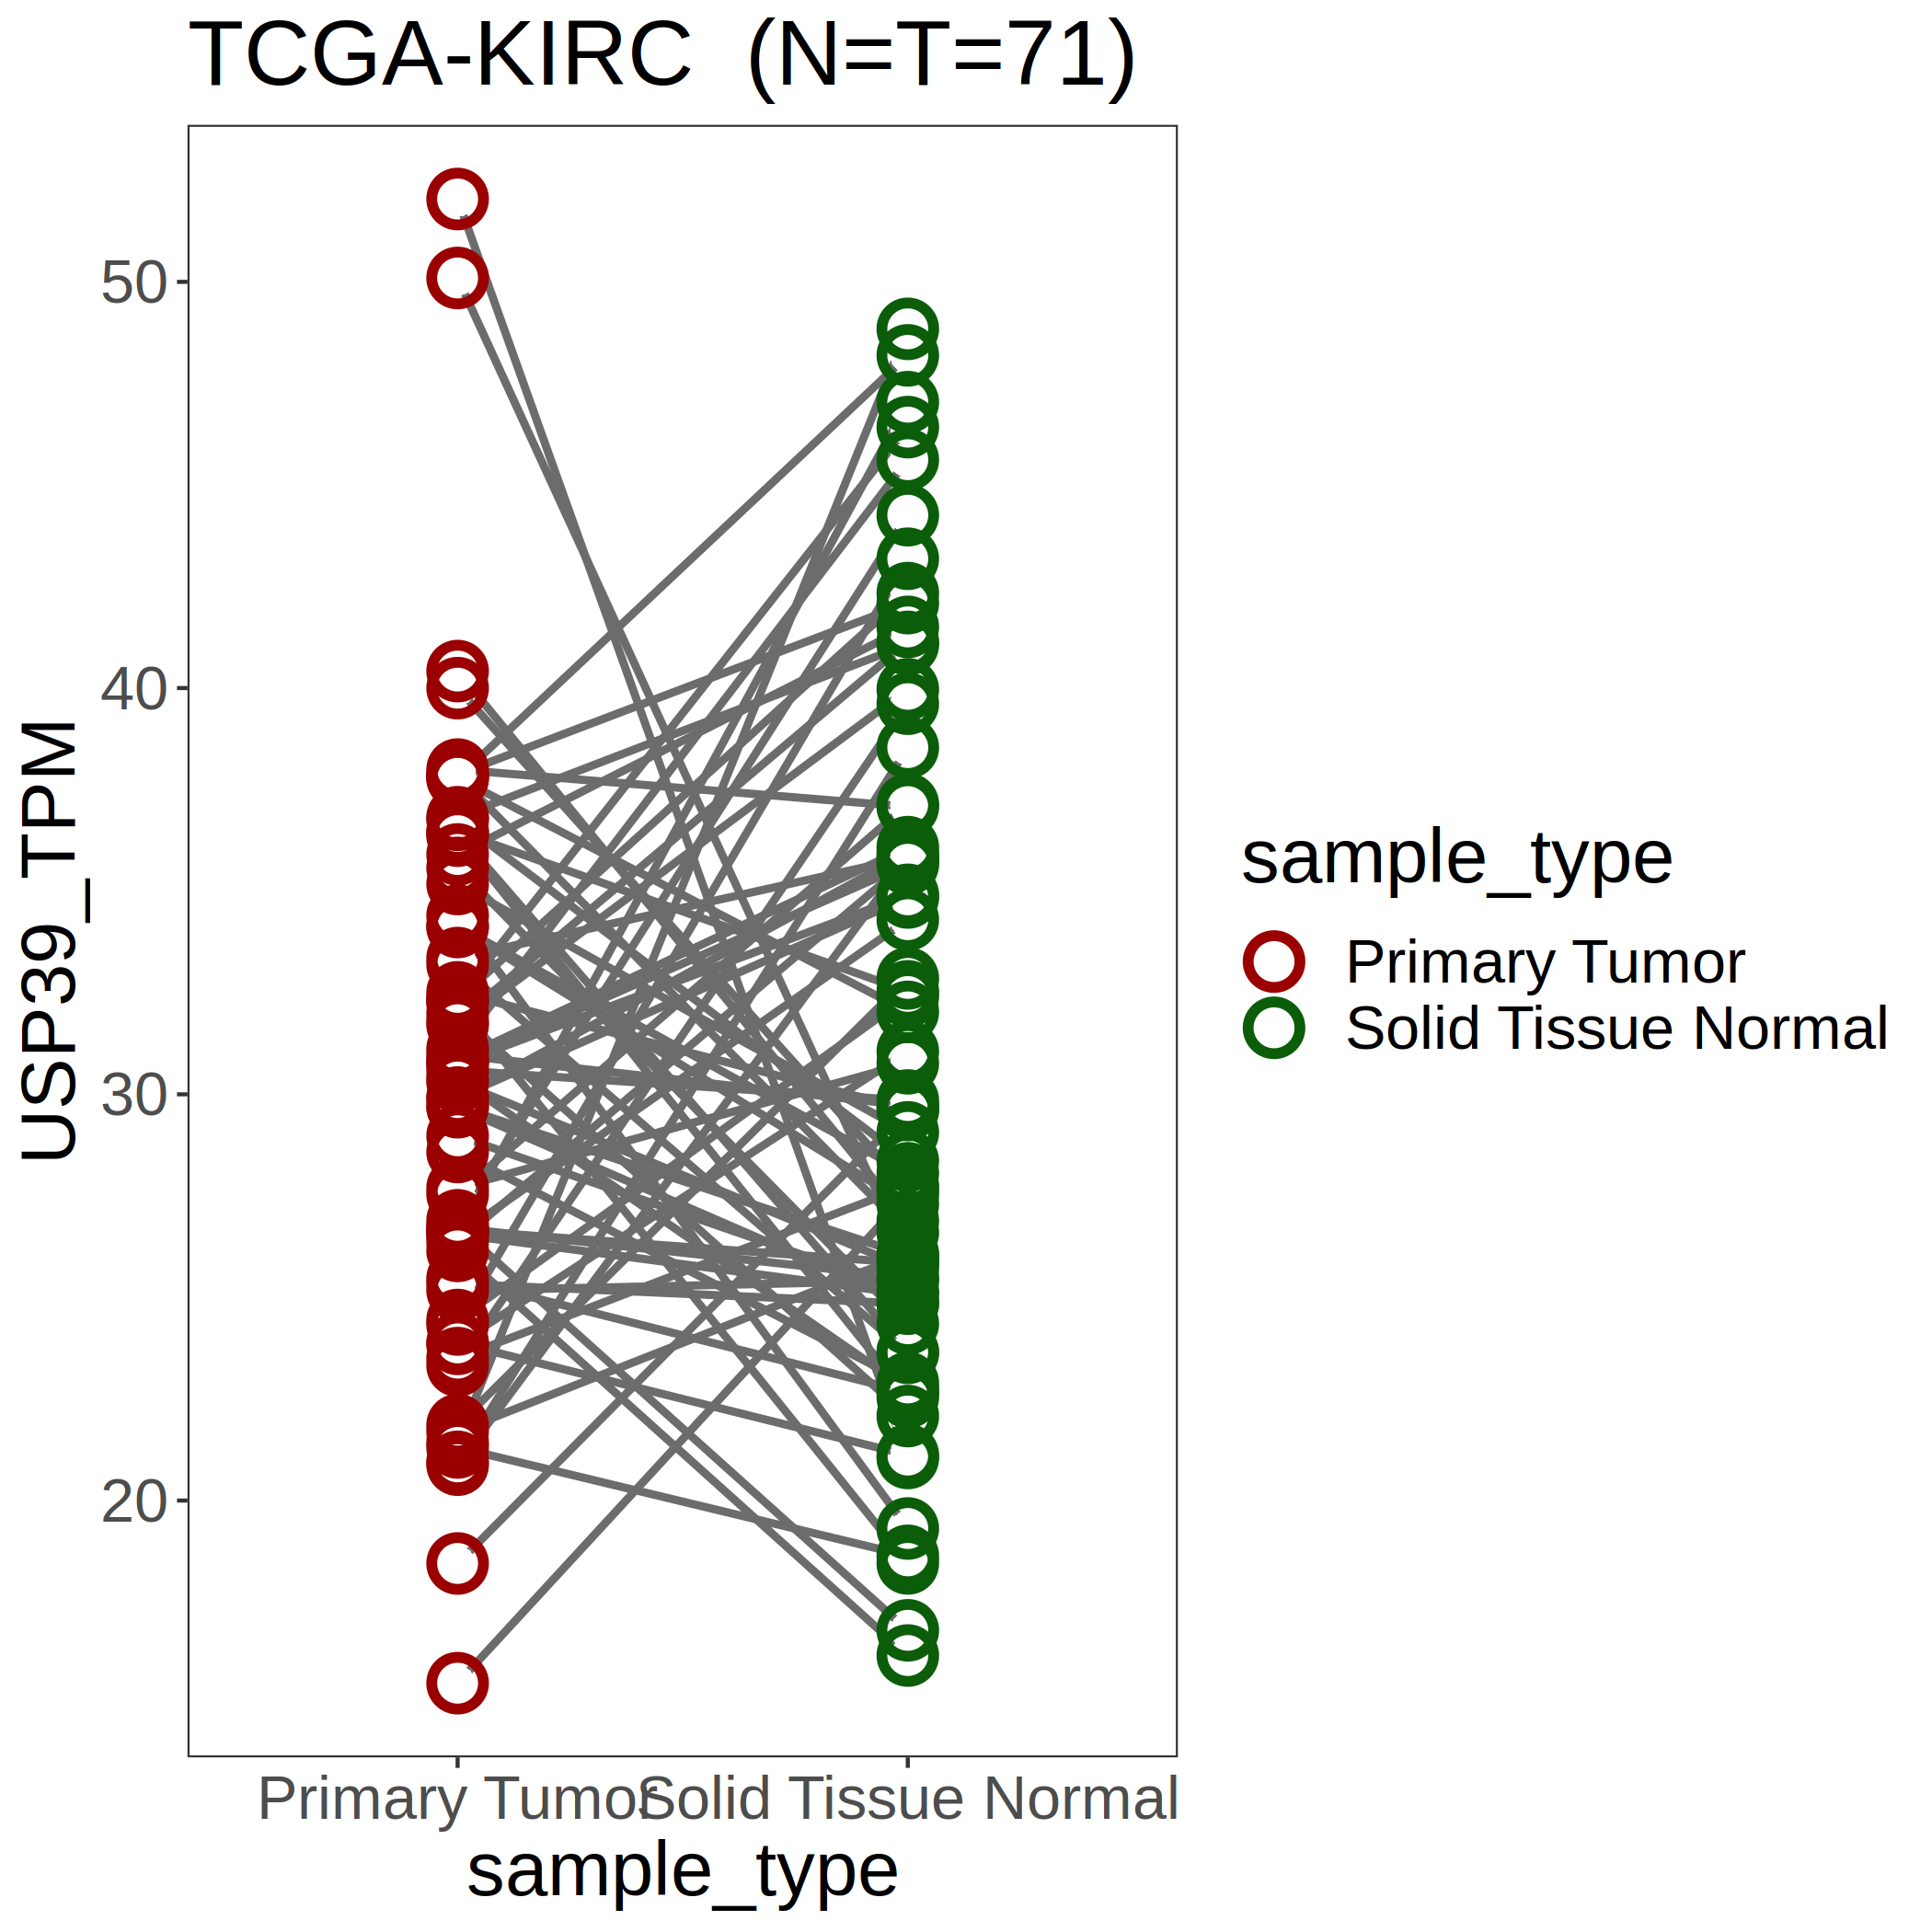 TCGA-KIRC  (N=T=71)
USP39_TPM
50
40
30
20
Primary Tumor
Solid Tissue Normal
sample_type
sample_type
Primary Tumor
Solid Tissue Normal